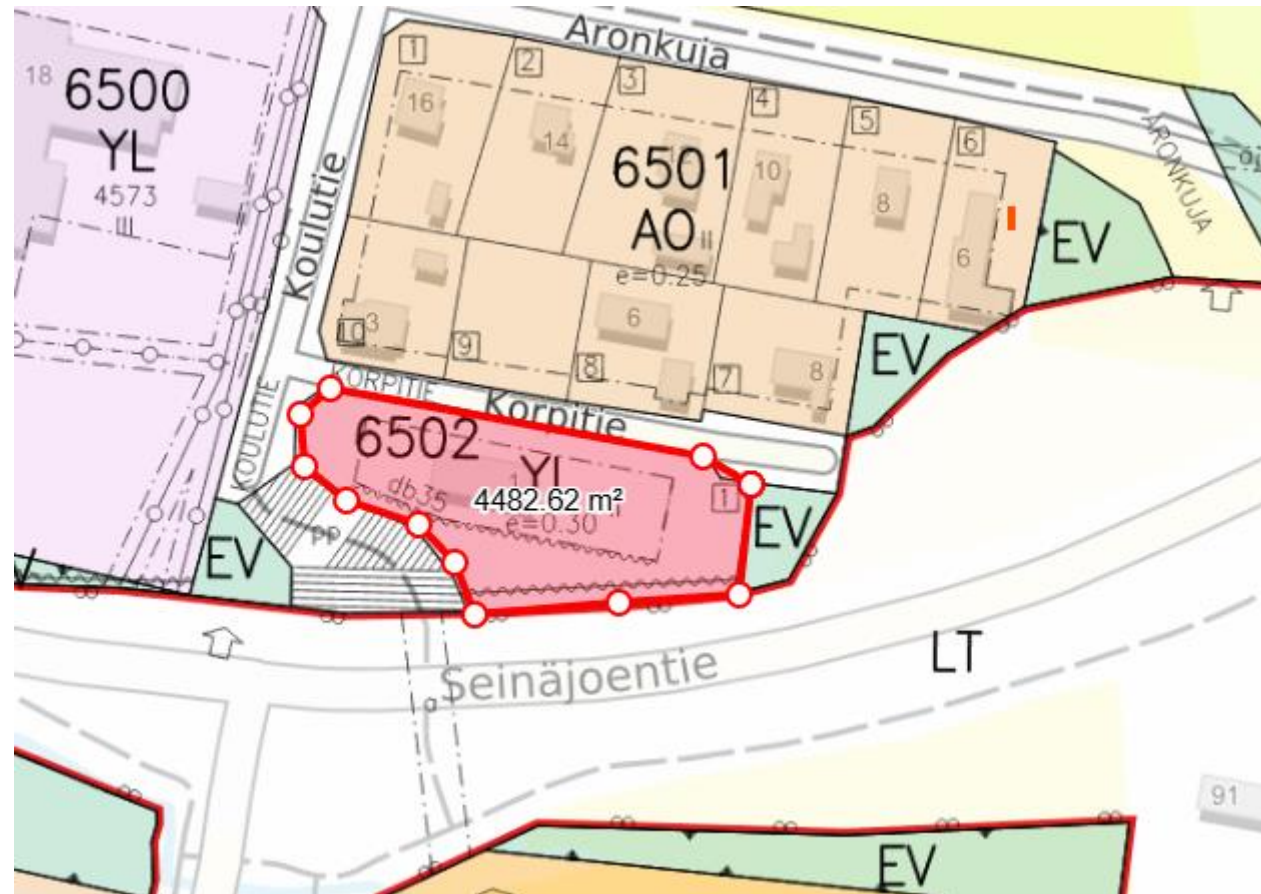 Aronkuja
1
2
3
4
5
6
18
6500
YL
4573
III
16
14
6501
AO II
e=0.25
10
8
6
EV
ARONKUJA
Koulutie
10
3
9
6
8
7
8
EV
KORPITIE
Korpitie
KOULUTIE
6502
YL
db35
4482.62 m²
II
e=0.30
1
EV
pp
EV
Seinäjoentie
a
LT
91
EV